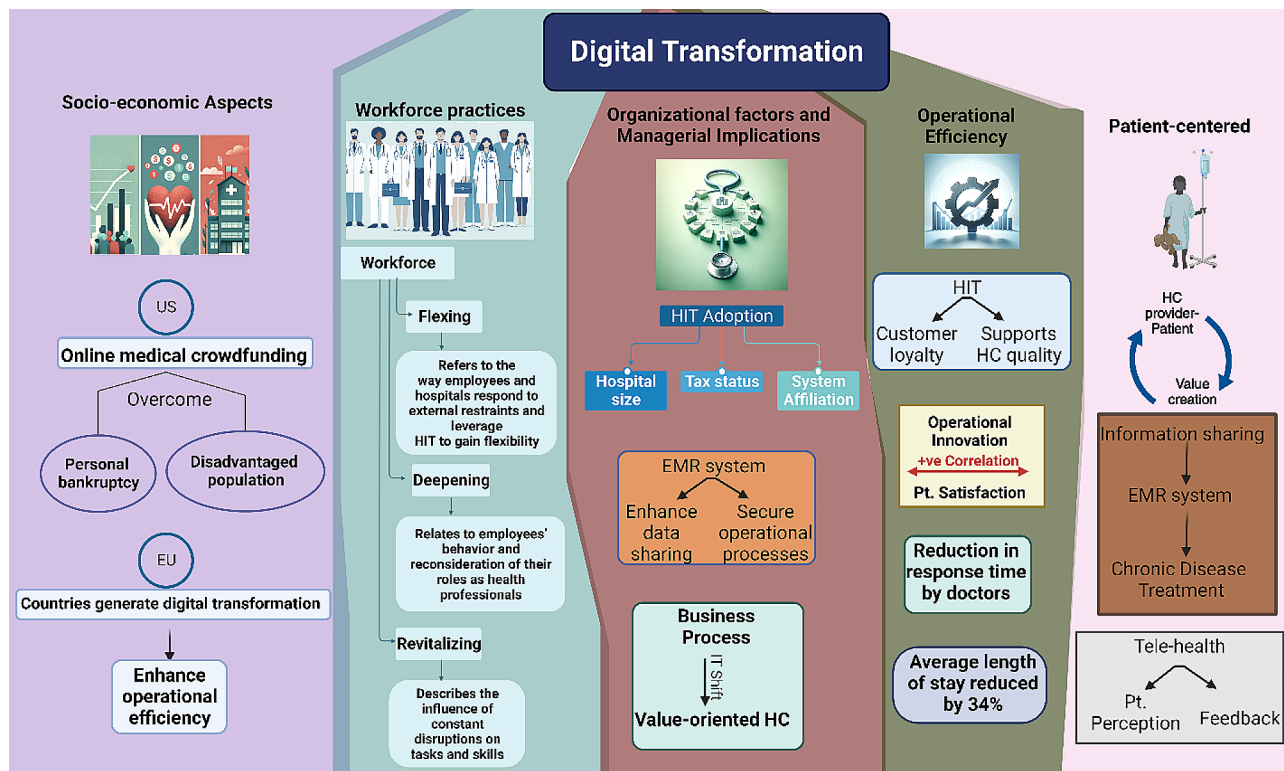 Digital Transformation
Socio-economic Aspects
US
Online medical crowdfunding
Overcome
Personal
bankruptcy
Disadvantaged
population
EU
Countries generate digital transformation
Enhance
operational
efficiency
Workforce practices
Workforce
Flexing
Refers to the
way employees and
hospitals respond to
external restraints and
leverage
HIT to gain flexibility
Deepening
Relates to employees'
behavior and
reconsideration of their
roles as health
professionals
Revitalizing
Describes the
influence of
constant
disruptions on
tasks and skills
Organizational factors and
Managerial Implications
HIT Adoption
Hospital
size
Tax status
System
Affiliation
EMR system
Enhance
data
sharing
Secure
operational
processes
Business
Process
IT Shift
Value-oriented HC
Operational
Efficiency
HIT
Customer
loyalty
Supports
HC quality
Operational
Innovation
+ve Correlation
Pt. Satisfaction
Reduction in
response time
by doctors
Average length
of stay reduced
by 34%
Patient-centered
HC
provider-
Patient
Value
creation
Information sharing
EMR system
Chronic Disease
Treatment
Tele-health
Pt.
Perception
Feedback